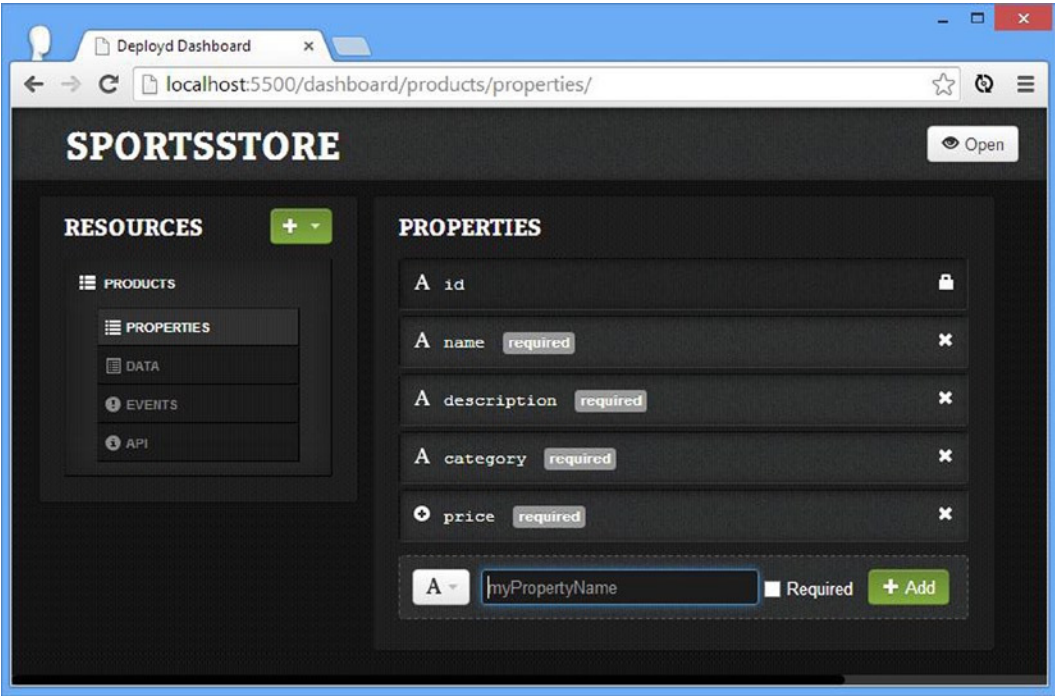 Deployd Dashboard
localhost:5500/dashboard/products/properties/
SPORTSSTORE
Open
RESOURCES
PRODUCTS
PROPERTIES
DATA
EVENTS
API
PROPERTIES
A id
A name required
A description required
A category required
price required
A myPropertyName Required + Add